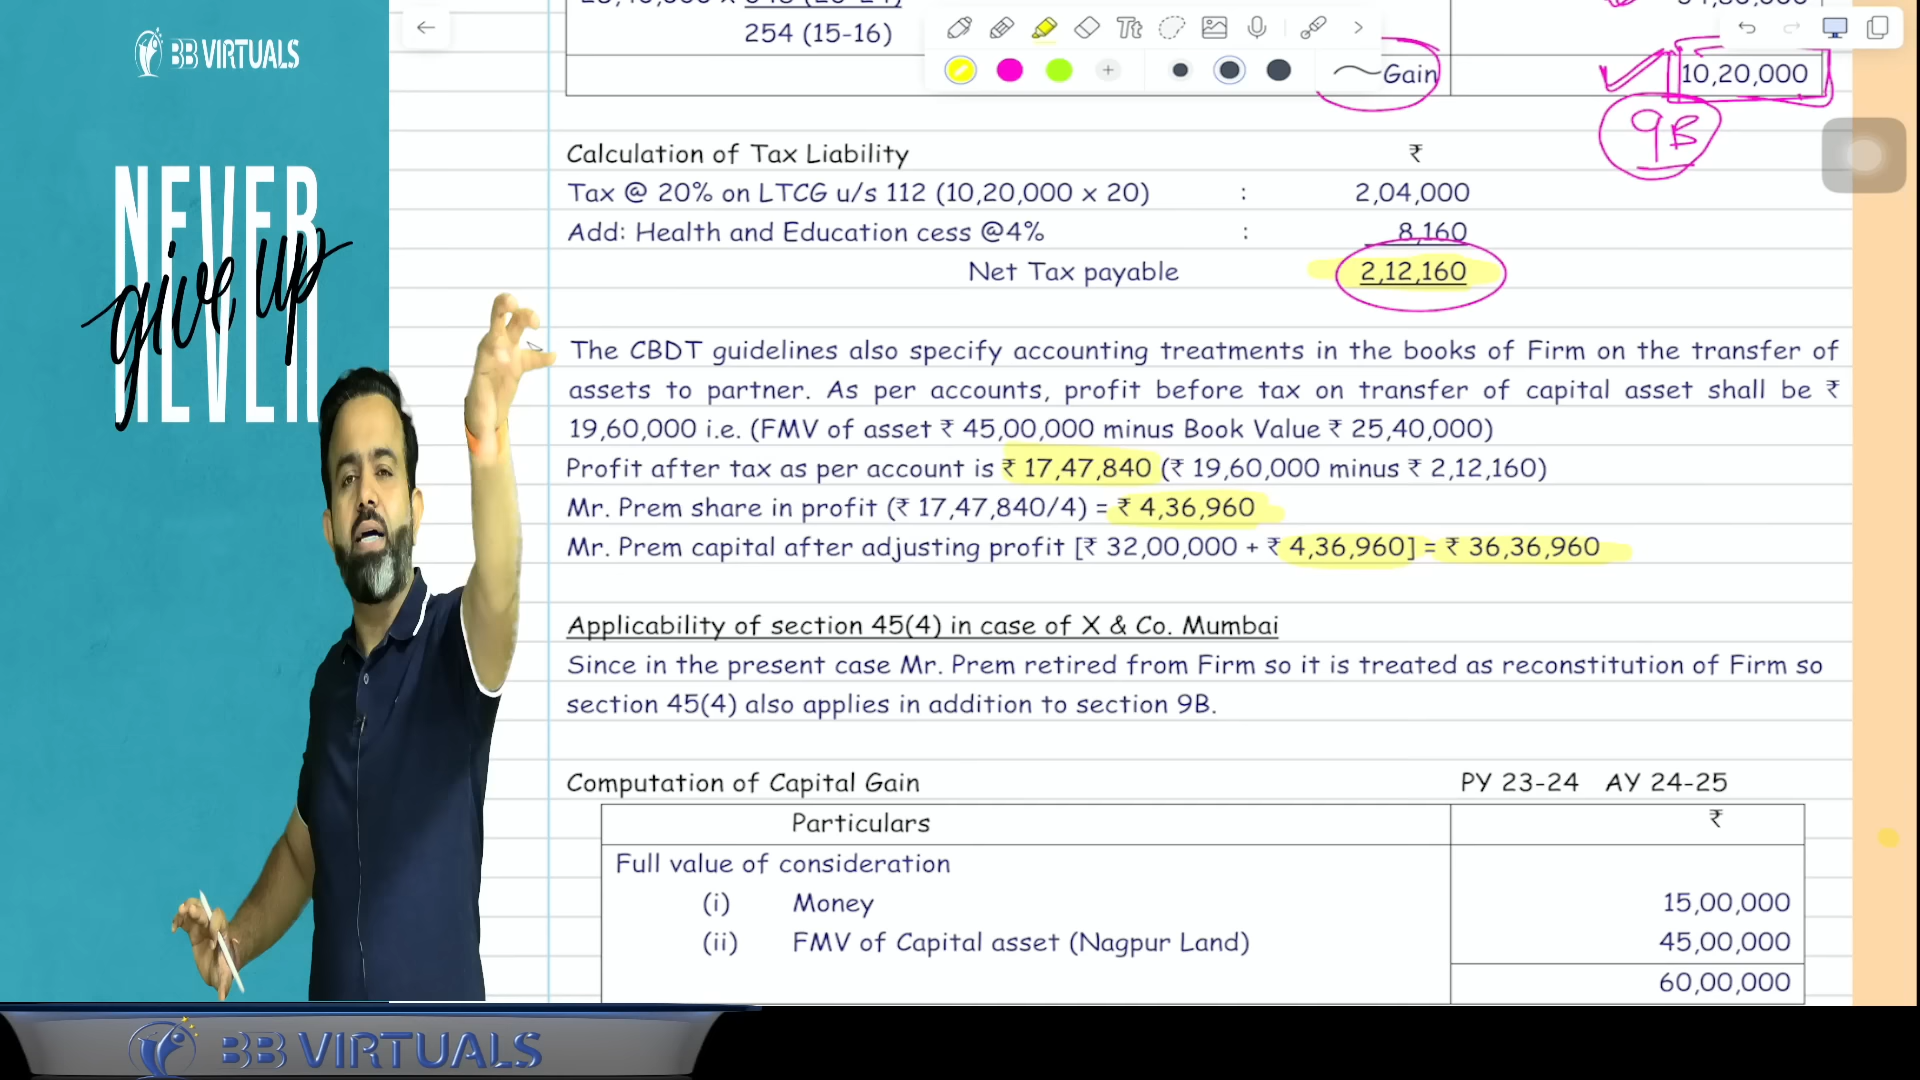 BB VIRTUALS
NEVER
give up
NEVER
254 (15-16)
Tt
Gain
10,20,000
9B
Calculation of Tax Liability ₹
Tax @ 20% on LTCG u/s 112 (10,20,000 x 20) : 2,04,000
Add: Health and Education cess @4% : 8,160
Net Tax payable 2,12,160
The CBDT guidelines also specify accounting treatments in the books of Firm on the transfer of
assets to partner. As per accounts, profit before tax on transfer of capital asset shall be ₹
19,60,000 i.e. (FMV of asset ₹ 45,00,000 minus Book Value ₹ 25,40,000)
Profit after tax as per account is ₹ 17,47,840 (₹ 19,60,000 minus ₹ 2,12,160)
Mr. Prem share in profit (₹ 17,47,840/4) = ₹ 4,36,960
Mr. Prem capital after adjusting profit [₹ 32,00,000 + ₹ 4,36,960] = ₹ 36,36,960
Applicability of section 45(4) in case of X & Co. Mumbai
Since in the present case Mr. Prem retired from Firm so it is treated as reconstitution of Firm so
section 45(4) also applies in addition to section 9B.
Computation of Capital Gain PY 23-24 AY 24-25
Particulars ₹
Full value of consideration
(i) Money 15,00,000
(ii) FMV of Capital asset (Nagpur Land) 45,00,000
60,00,000
BB VIRTUALS